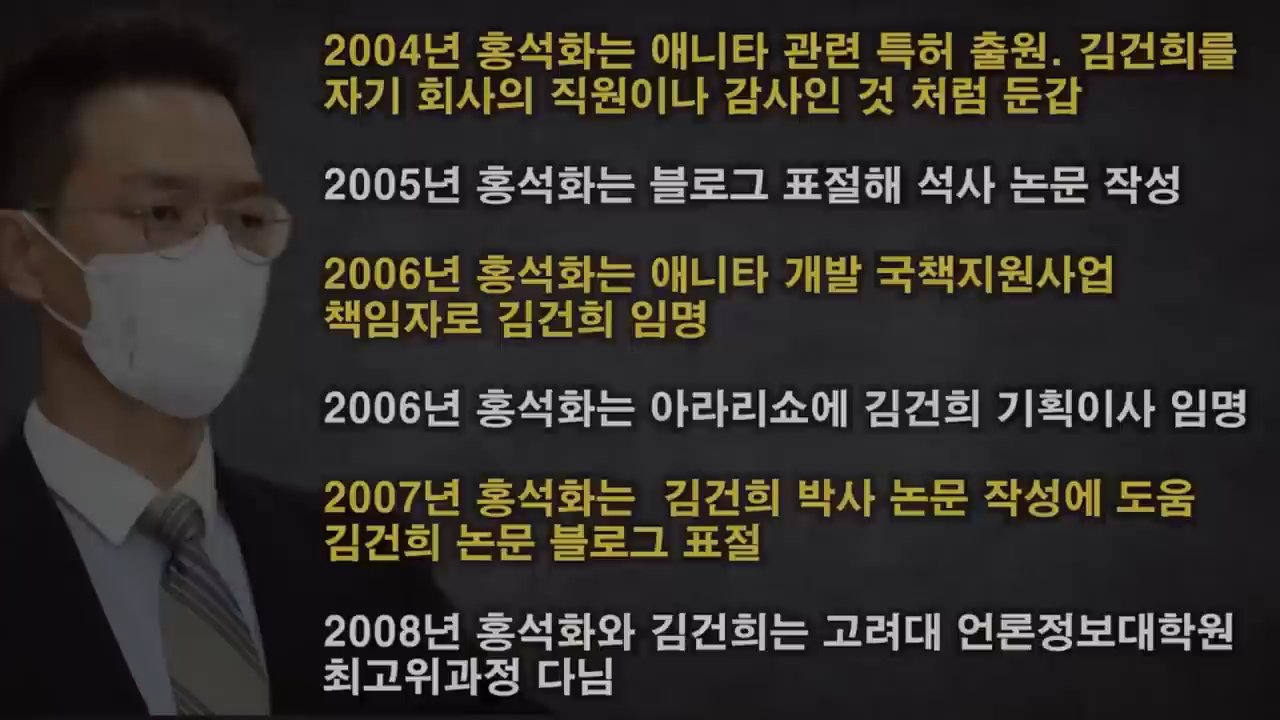 2004년 홍석화는 애니타 관련 특허 출원. 김건희를
자기 회사의 직원이나 감사인 것 처럼 둔갑
2005년 홍석화는 블로그 표절해 석사 논문 작성
2006년 홍석화는 애니타 개발 국책지원사업
책임자로 김건희 임명
2006년 홍석화는 아라리쇼에 김건희 기획이사 임명
2007년 홍석화는 김건희 박사 논문 작성에 도움
김건희 논문 블로그 표절
2008년 홍석화와 김건희는 고려대 언론정보대학원
최고위과정 다님